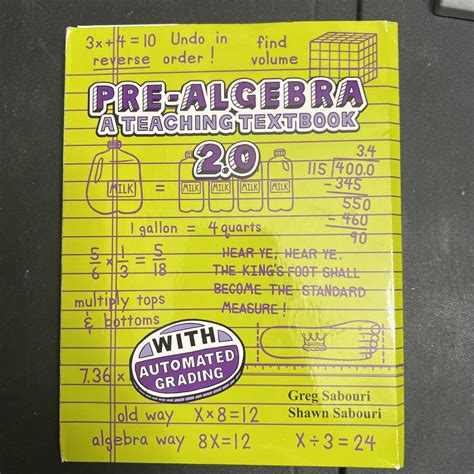 3x+4=10 Undo in
reverse order!
find
volume
PRE-ALGEBRA
A TEACHING TEXTBOOK
2.0
MILK
=
MILK MILK MILK MILK
1 gallon = 4 quarts
3.4
115 400.0
-345
550
-460
90
5/6 x 1/3 = 5/18
multiply tops
& bottoms
HEAR YE, HEAR YE.
THE KING'S FOOT SHALL
BECOME THE STANDARD
MEASURE!
WITH
AUTOMATED
GRADING
7.36 x
Greg Sabouri
Shawn Sabouri
old way X×8=12
algebra way 8X=12
X÷3=24